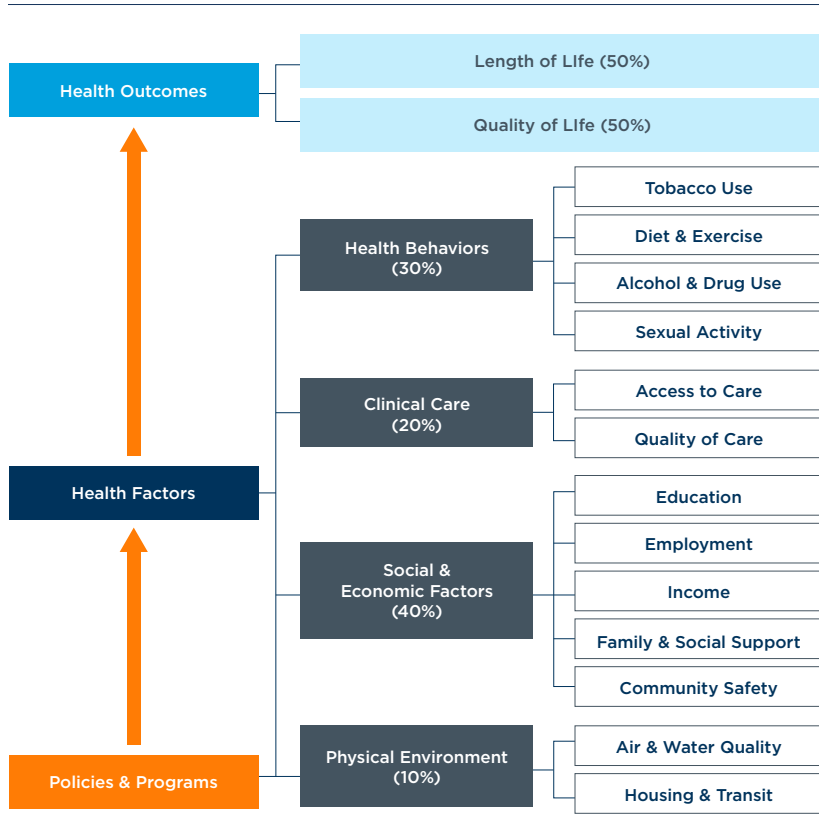 Health Outcomes
Length of LIfe (50%)
Quality of LIfe (50%)
Health Factors
Policies & Programs
Health Behaviors
(30%)
Tobacco Use
Diet & Exercise
Alcohol & Drug Use
Sexual Activity
Clinical Care
(20%)
Access to Care
Quality of Care
Social &
Economic Factors
(40%)
Education
Employment
Income
Family & Social Support
Community Safety
Physical Environment
(10%)
Air & Water Quality
Housing & Transit